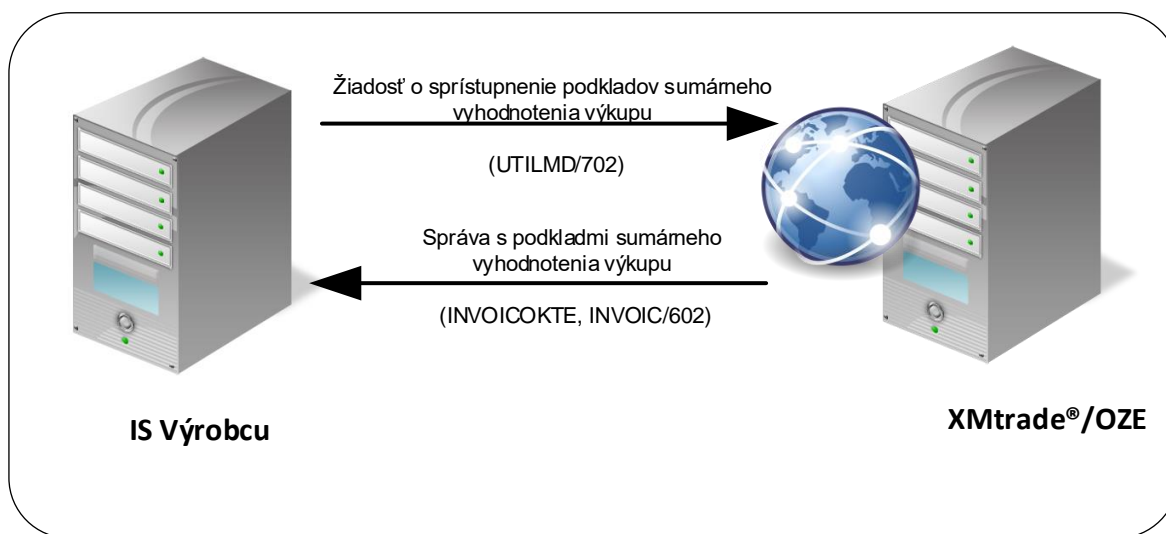 Žiadosť o sprístupnenie podkladov sumárneho
vyhodnotenia výkupu
(UTILMD/702)
Správa s podkladmi sumárneho
vyhodnotenia výkupu
(INVOICOKTE, INVOIC/602)
IS Výrobcu
XMtrade®/OZE